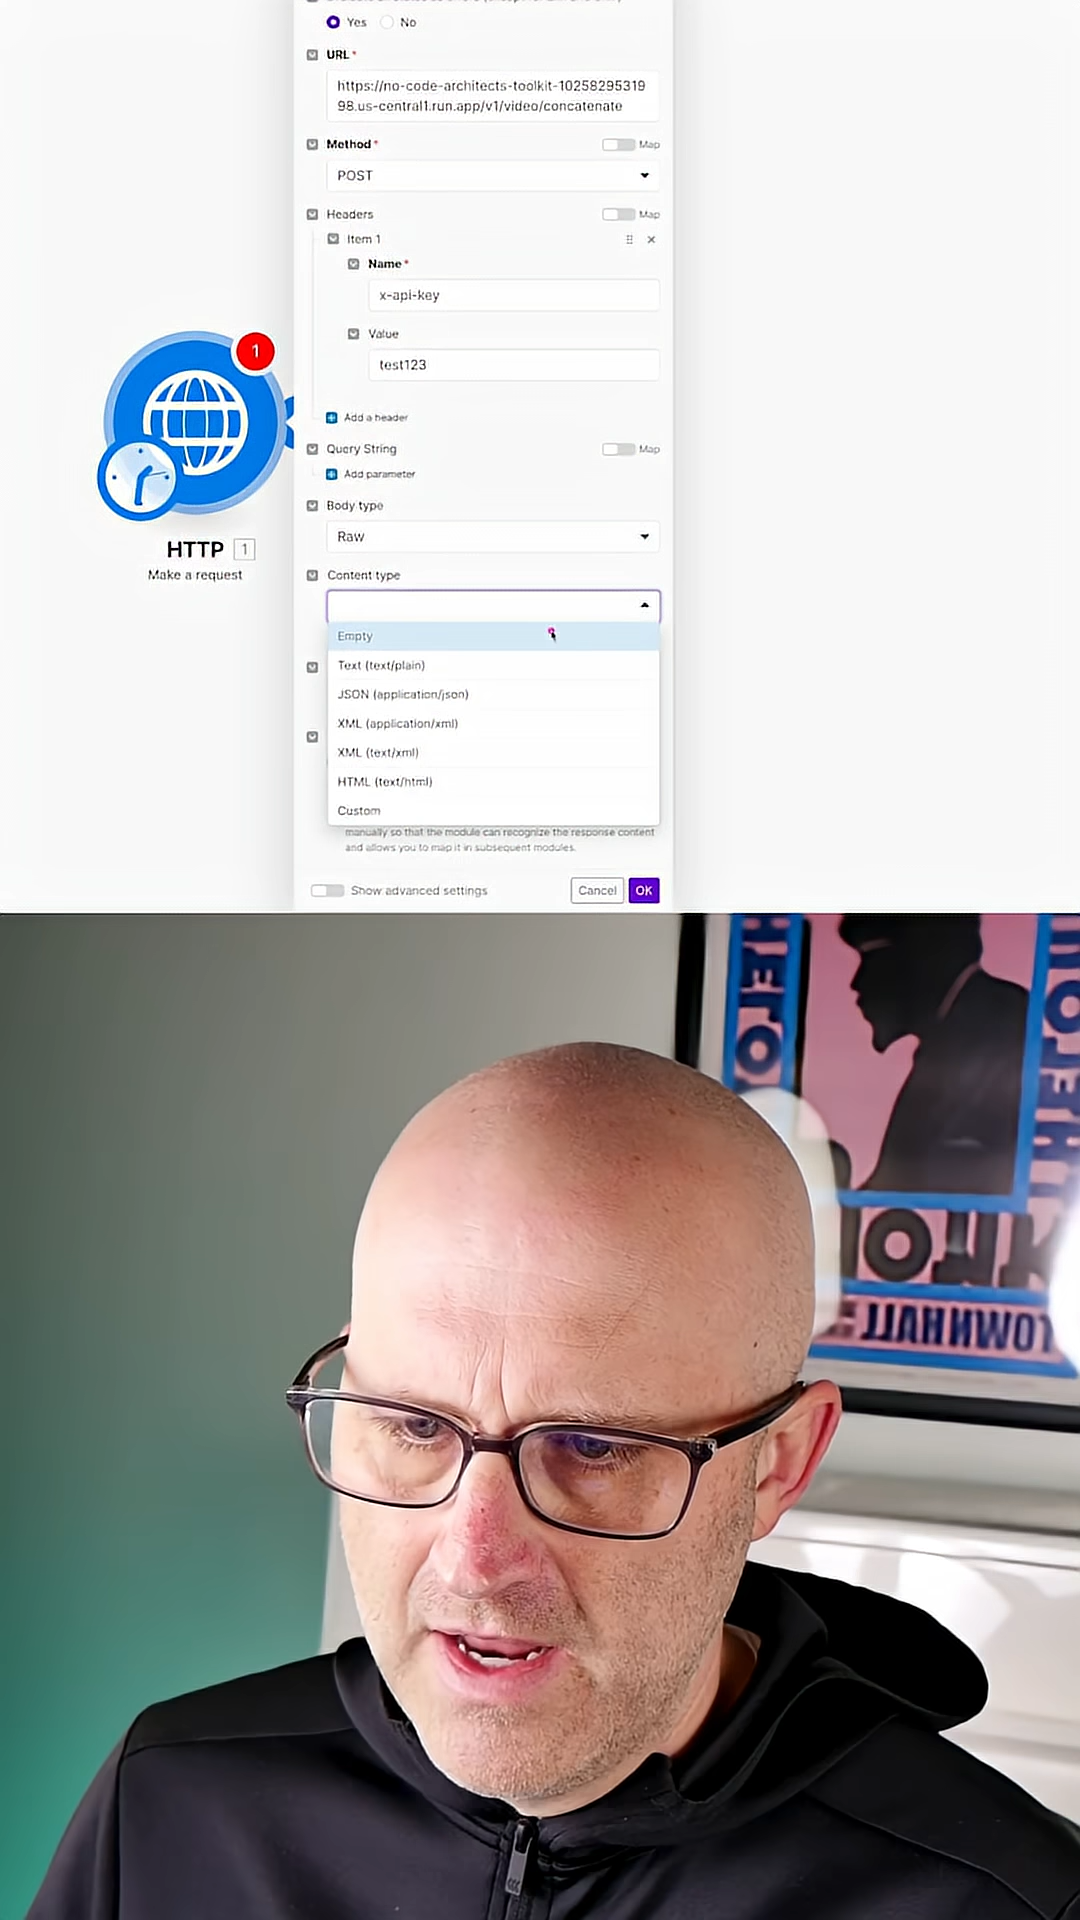 Yes No
URL *
https://no-code-architects-toolkit-10258295319
98.us-central1.run.app/v1/video/concatenate
Method * Map
POST
Headers Map
Item 1
Name *
x-api-key
Value
test123
Add a header
Query String Map
Add parameter
Body type
Raw
Content type
Empty
Text (text/plain)
JSON (application/json)
XML (application/xml)
XML (text/xml)
HTML (text/html)
Custom
manually so that the module can recognize the response content
and allows you to map it in subsequent modules.
Show advanced settings Cancel OK
1
HTTP 1
Make a request
TOWNHALL